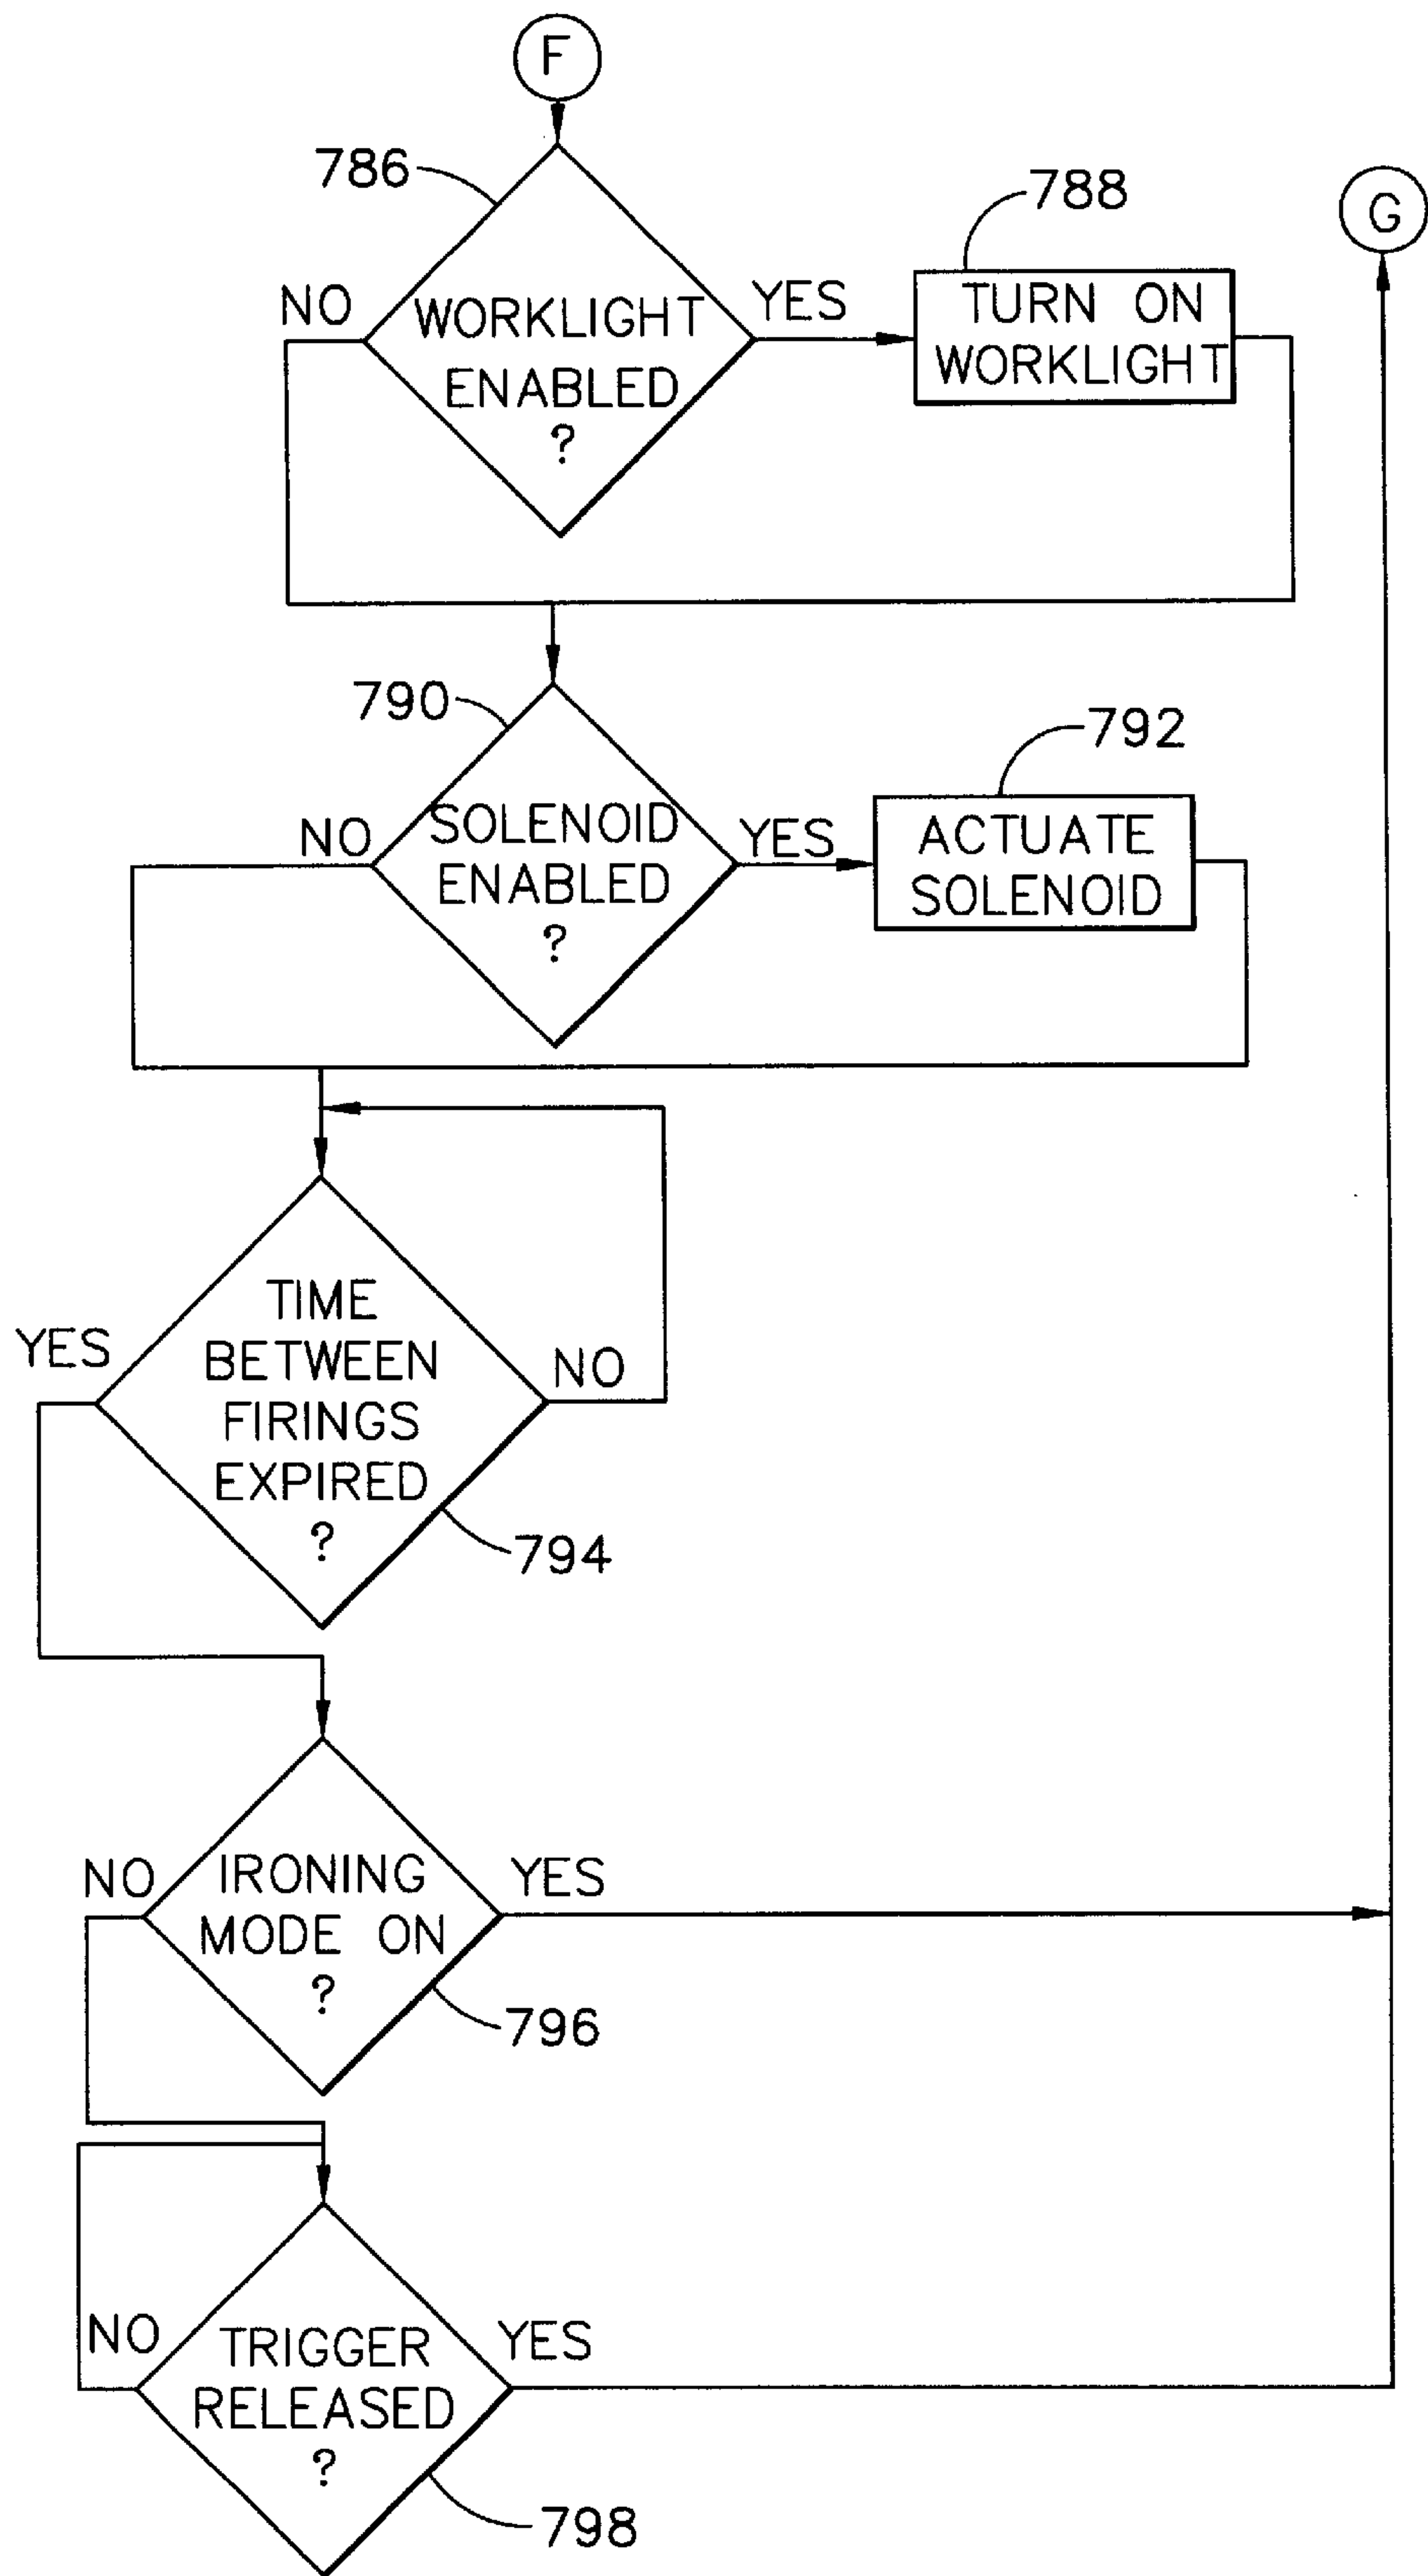 F
786
788
G
NO
WORKLIGHT
ENABLED
?
YES
TURN ON
WORKLIGHT
790
792
NO
SOLENOID
ENABLED
?
YES
ACTUATE
SOLENOID
YES
TIME
BETWEEN
FIRINGS
EXPIRED
?
NO
794
NO
IRONING
MODE ON
?
YES
796
NO
TRIGGER
RELEASED
?
YES
798